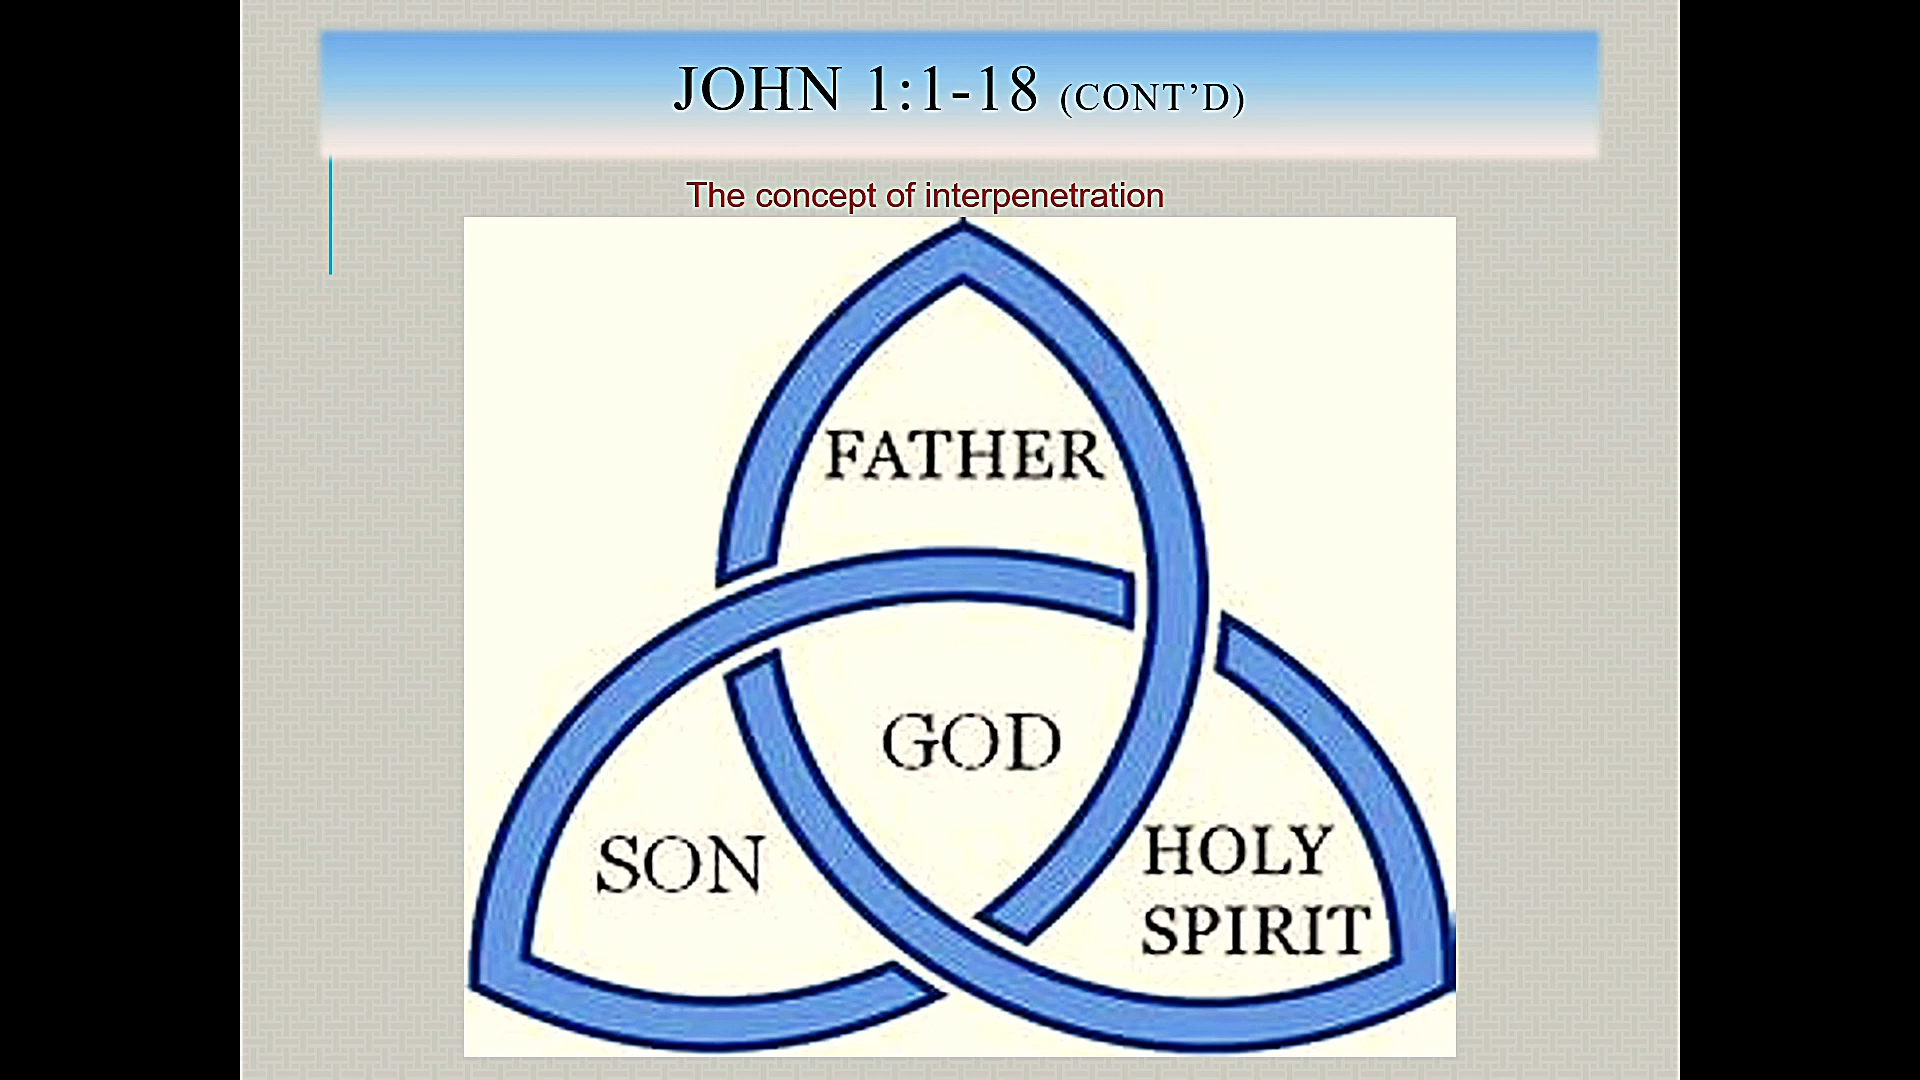 JOHN 1:1-18 (CONT’D)
The concept of interpenetration
FATHER
GOD
SON
HOLY
SPIRIT